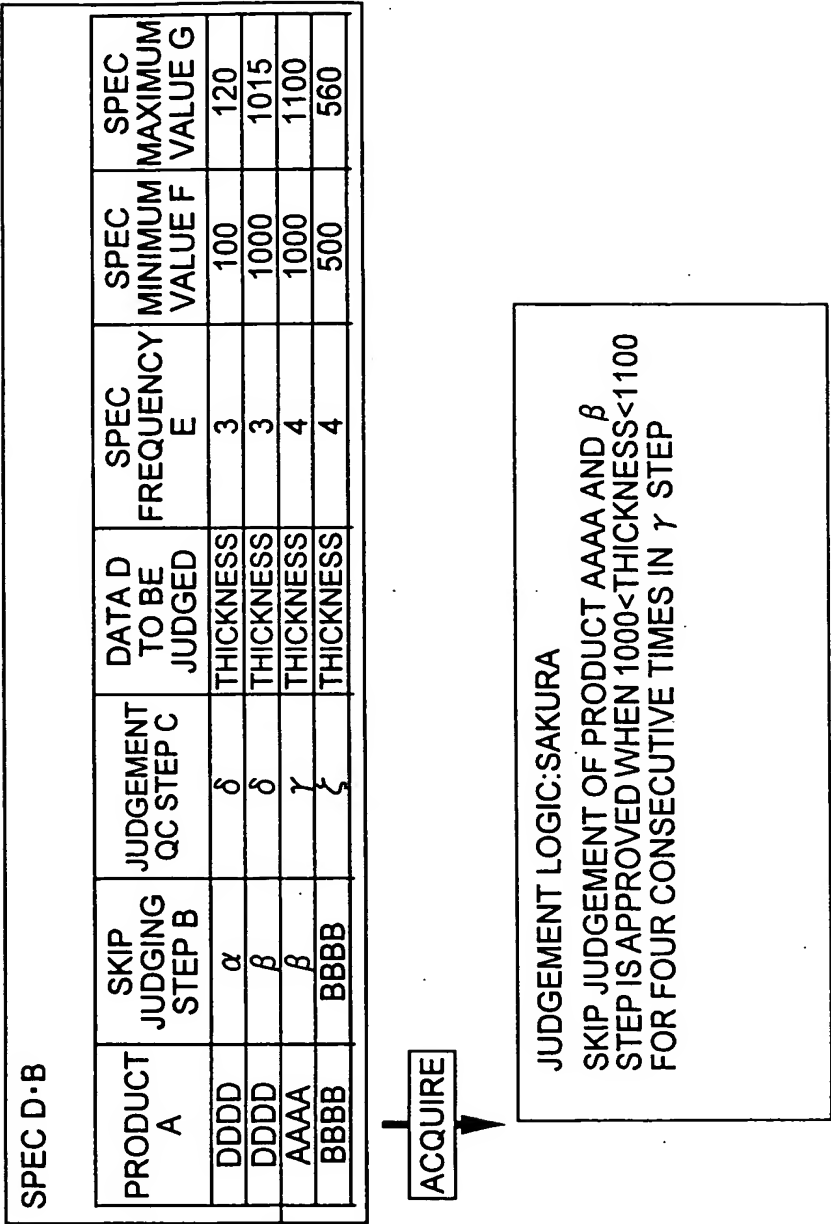 SPEC D·B
PRODUCT A SKIP JUDGING STEP B JUDGEMENT QC STEP C DATA D TO BE JUDGED SPEC FREQUENCY E SPEC MINIMUM VALUE F SPEC MAXIMUM VALUE G
DDDD α δ THICKNESS 3 100 120
DDDD β δ THICKNESS 3 1000 1015
AAAA β γ THICKNESS 4 1000 1100
BBBB BBBB ζ THICKNESS 4 500 560
ACQUIRE
JUDGEMENT LOGIC:SAKURA
SKIP JUDGEMENT OF PRODUCT AAAA AND β
STEP IS APPROVED WHEN 1000<THICKNESS<1100
FOR FOUR CONSECUTIVE TIMES IN γ STEP